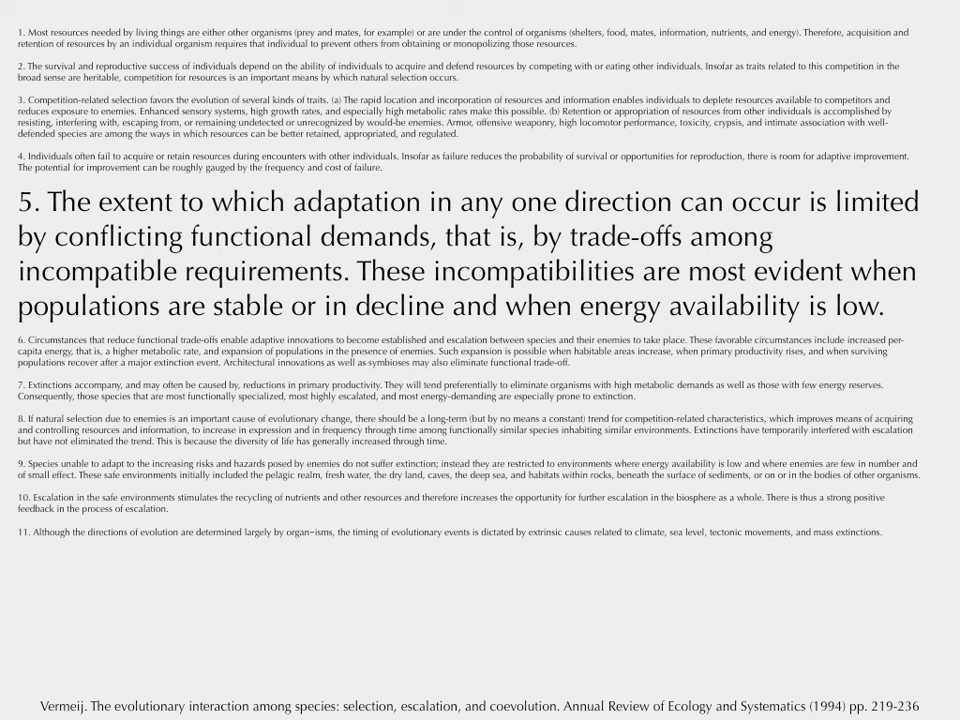 1. Most resources needed by living things are either other organisms (prey and mates, for example) or are under the control of organisms (shelters, food, mates, information, nutrients, and energy). Therefore, acquisition and
retention of resources by an individual organism requires that individual to prevent others from obtaining or monopolizing those resources.
2. The survival and reproductive success of individuals depend on the ability of individuals to acquire and defend resources by competing with or eating other individuals. Insofar as traits related to this competition in the
broad sense are heritable, competition for resources is an important means by which natural selection occurs.
3. Competition-related selection favors the evolution of several kinds of traits. (a) The rapid location and incorporation of resources and information enables individuals to deplete resources available to competitors and
reduces exposure to enemies. Enhanced sensory systems, high growth rates, and especially high metabolic rates make this possible. (b) Retention or appropriation of resources from other individuals is accomplished by
resisting, interfering with, escaping from, or remaining undetected or unrecognized by would-be enemies. Armor, offensive weaponry, high locomotor performance, toxicity, crypsis, and intimate association with well-
defended species are among the ways in which resources can be better retained, appropriated, and regulated.
4. Individuals often fail to acquire or retain resources during encounters with other individuals. Insofar as failure reduces the probability of survival or opportunities for reproduction, there is room for adaptive improvement.
The potential for improvement can be roughly gauged by the frequency and cost of failure.
5. The extent to which adaptation in any one direction can occur is limited
by conflicting functional demands, that is, by trade-offs among
incompatible requirements. These incompatibilities are most evident when
populations are stable or in decline and when energy availability is low.
6. Circumstances that reduce functional trade-offs enable adaptive innovations to become established and escalation between species and their enemies to take place. These favorable circumstances include increased per-
capita energy, that is, a higher metabolic rate, and expansion of populations in the presence of enemies. Such expansion is possible when habitable areas increase, when primary productivity rises, and when surviving
populations recover after a major extinction event. Architectural innovations as well as symbioses may also eliminate functional trade-off.
7. Extinctions accompany, and may often be caused by, reductions in primary productivity. They will tend preferentially to eliminate organisms with high metabolic demands as well as those with few energy reserves.
Consequently, those species that are most functionally specialized, most highly escalated, and most energy-demanding are especially prone to extinction.
8. If natural selection due to enemies is an important cause of evolutionary change, there should be a long-term (but by no means a constant) trend for competition-related characteristics, which improves means of acquiring
and controlling resources and information, to increase in expression and in frequency through time among functionally similar species inhabiting similar environments. Extinctions have temporarily interfered with escalation
but have not eliminated the trend. This is because the diversity of life has generally increased through time.
9. Species unable to adapt to the increasing risks and hazards posed by enemies do not suffer extinction; instead they are restricted to environments where energy availability is low and where enemies are few in number and
of small effect. These safe environments initially included the pelagic realm, fresh water, the dry land, caves, the deep sea, and habitats within rocks, beneath the surface of sediments, or on or in the bodies of other organisms.
10. Escalation in the safe environments stimulates the recycling of nutrients and other resources and therefore increases the opportunity for further escalation in the biosphere as a whole. There is thus a strong positive
feedback in the process of escalation.
11. Although the directions of evolution are determined largely by organ−isms, the timing of evolutionary events is dictated by extrinsic causes related to climate, sea level, tectonic movements, and mass extinctions.
Vermeij. The evolutionary interaction among species: selection, escalation, and coevolution. Annual Review of Ecology and Systematics (1994) pp. 219-236